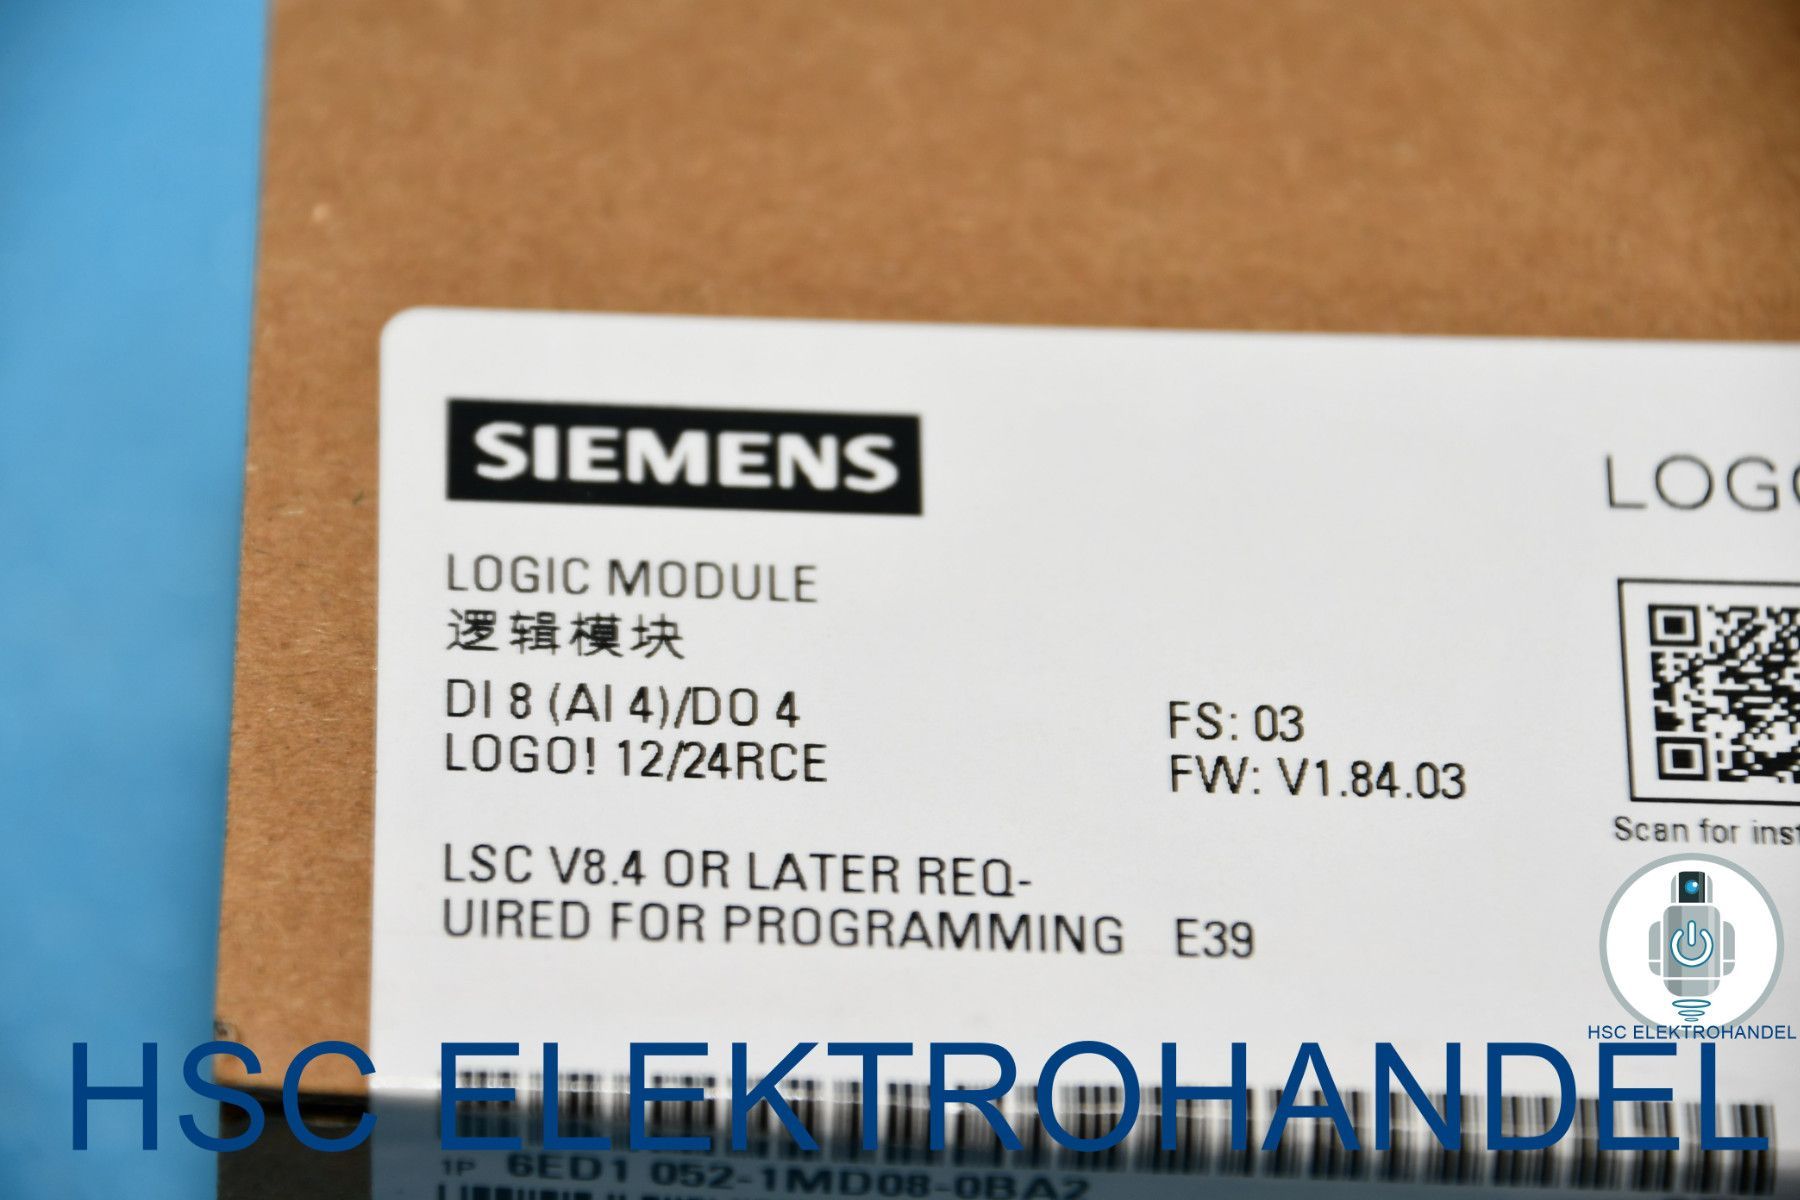 SIEMENS
LOGIC MODULE
逻辑模块
DI 8 (AI 4)/DO 4
LOGO! 12/24RCE
FS: 03
FW: V1.84.03
LSC V8.4 OR LATER REQ-
UIRED FOR PROGRAMMING E39
Scan for
HSC ELEKTROHANDEL
HSC ELEKTROHANDEL
1P 6ED1 052-1MD08-0BA2